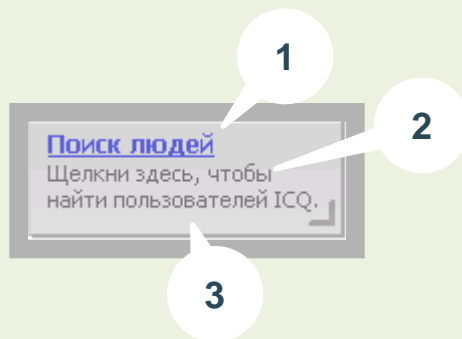 1
2
Поиск людей
Щелкни здесь, чтобы
найти пользователей ICQ.
3